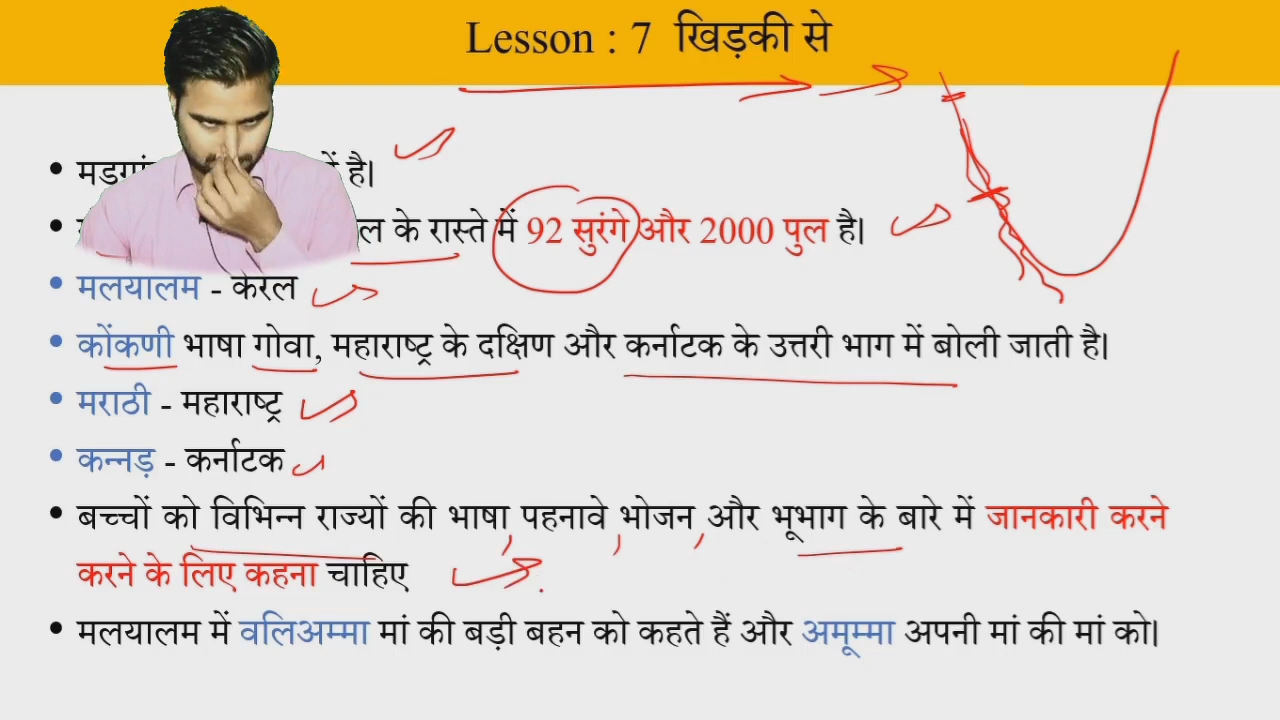 Lesson : 7 खिड़की से
मडगां में है।
ल के रास्ते में 92 सुरंगे और 2000 पुल है।
मलयालम - केरल
कोंकणी भाषा गोवा, महाराष्ट्र के दक्षिण और कर्नाटक के उत्तरी भाग में बोली जाती है।
मराठी - महाराष्ट्र
कन्नड़ - कर्नाटक
बच्चों को विभिन्न राज्यों की भाषा पहनावे भोजन और भूभाग के बारे में जानकारी करने
करने के लिए कहना चाहिए
मलयालम में वलिअम्मा मां की बड़ी बहन को कहते हैं और अमूम्मा अपनी मां की मां को।